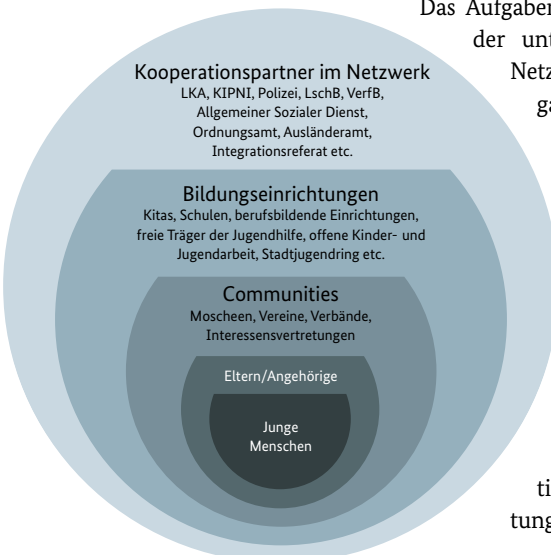 Das Aufgaben
der unt
Netz
ga
Kooperationspartner im Netzwerk
LKA, KIPNI, Polizei, LschB, VerfB,
Allgemeiner Sozialer Dienst,
Ordnungsamt, Ausländeramt,
Integrationsreferat etc.
Bildungseinrichtungen
Kitas, Schulen, berufsbildende Einrichtungen,
freie Träger der Jugendhilfe, offene Kinder- und
Jugendarbeit, Stadtjugendring etc.
Communities
Moscheen, Vereine, Verbände,
Interessensvertretungen
Eltern/Angehörige
Junge
Menschen
ti
tung